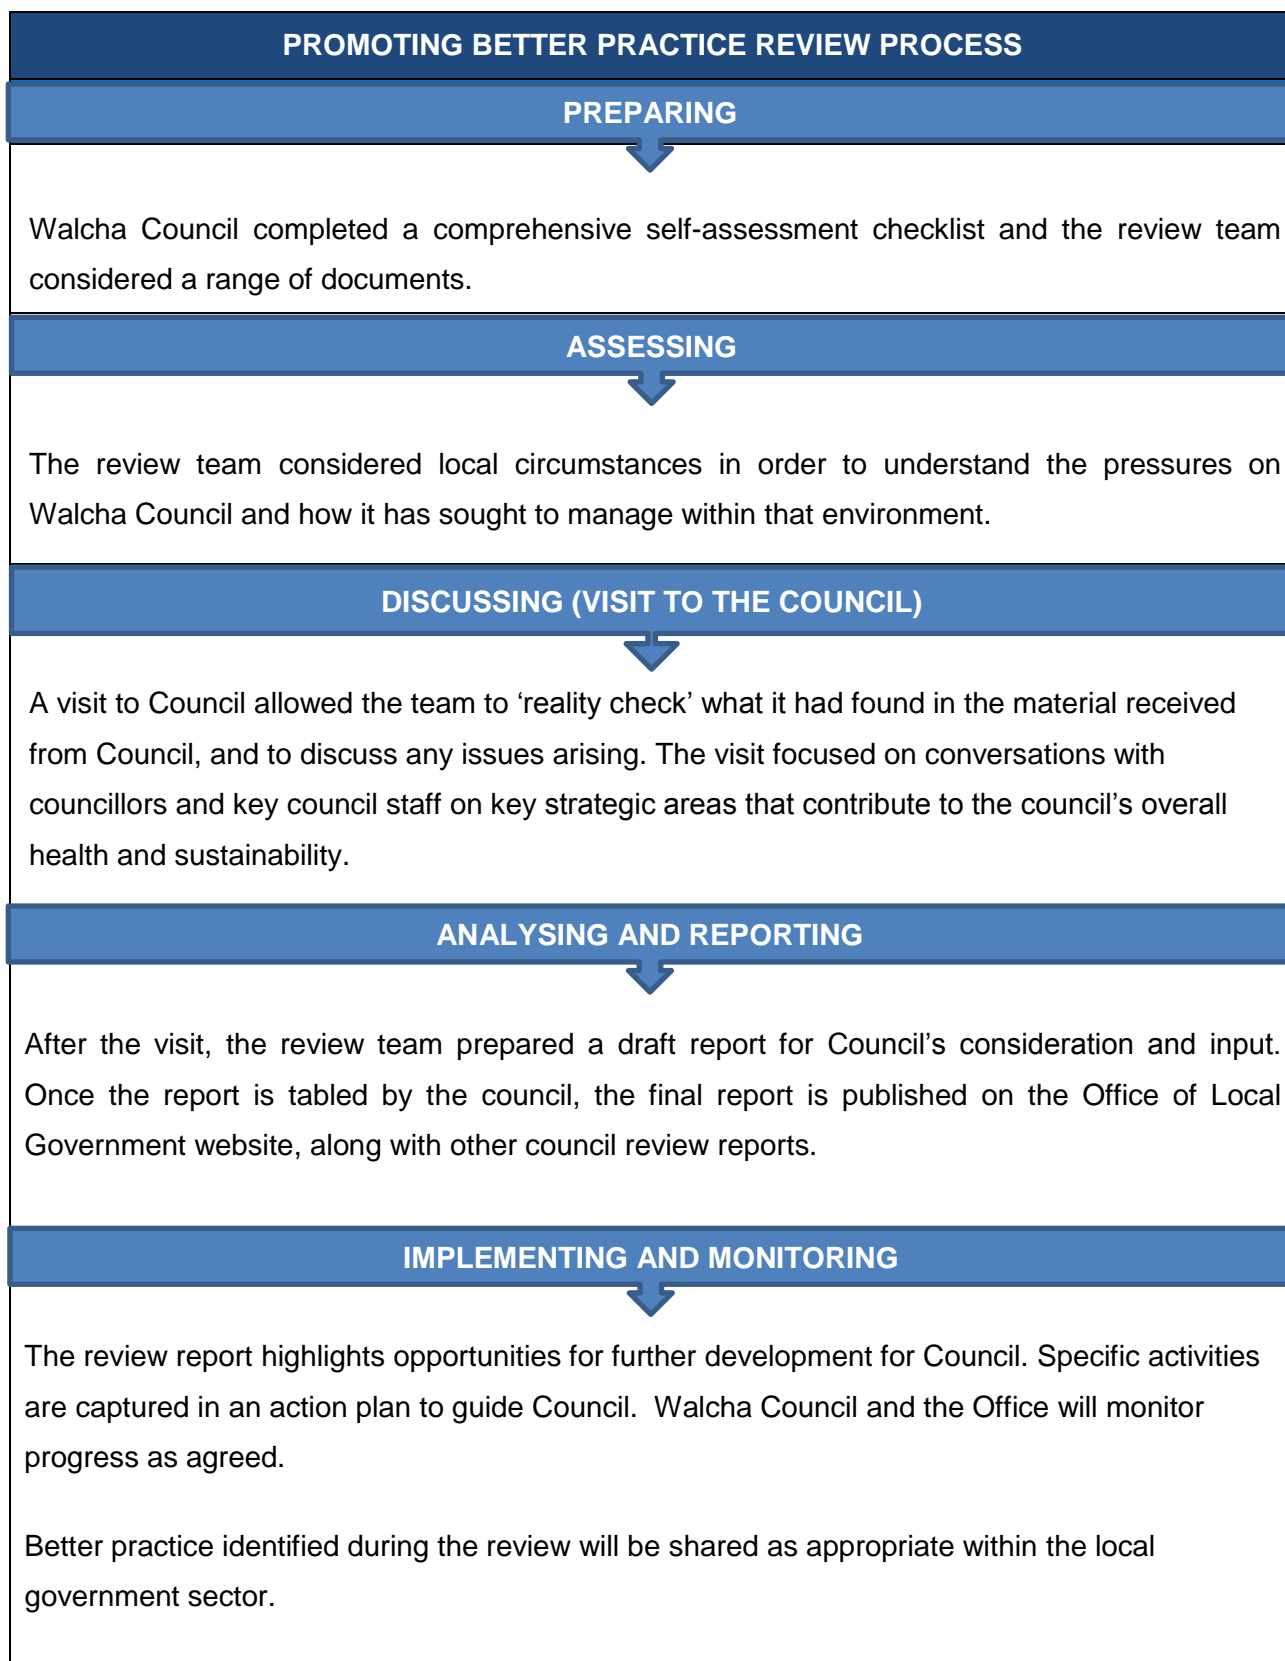 PROMOTING BETTER PRACTICE REVIEW PROCESS
PREPARING
Walcha Council completed a comprehensive self-assessment checklist and the review team
considered a range of documents.
ASSESSING
The review team considered local circumstances in order to understand the pressures on
Walcha Council and how it has sought to manage within that environment.
DISCUSSING (VISIT TO THE COUNCIL)
A visit to Council allowed the team to ‘reality check’ what it had found in the material received
from Council, and to discuss any issues arising. The visit focused on conversations with
councillors and key council staff on key strategic areas that contribute to the council’s overall
health and sustainability.
ANALYSING AND REPORTING
After the visit, the review team prepared a draft report for Council’s consideration and input.
Once the report is tabled by the council, the final report is published on the Office of Local
Government website, along with other council review reports.
IMPLEMENTING AND MONITORING
The review report highlights opportunities for further development for Council. Specific activities
are captured in an action plan to guide Council.  Walcha Council and the Office will monitor
progress as agreed.
Better practice identified during the review will be shared as appropriate within the local
government sector.